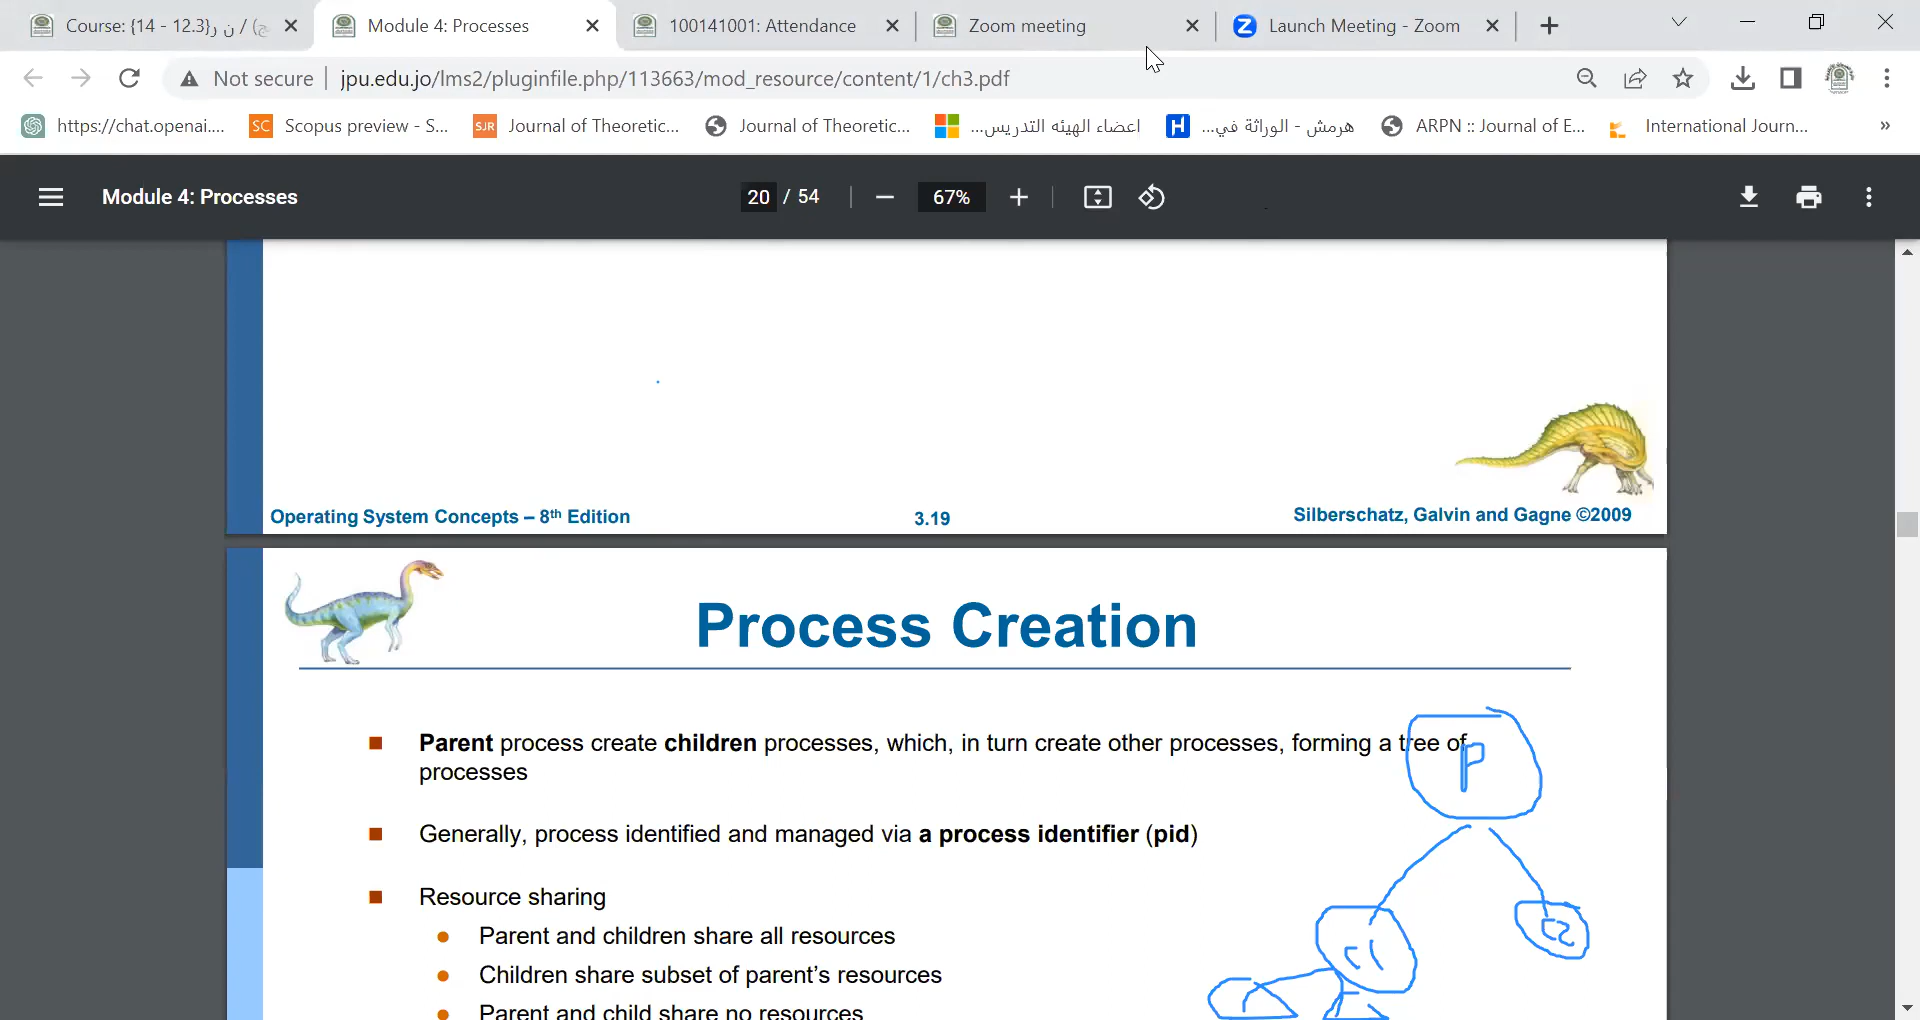 Course: {14 - 12.3}ن ر / (ج
Module 4: Processes
100141001: Attendance
Zoom meeting
Launch Meeting - Zoom
Not secure
jpu.edu.jo/lms2/pluginfile.php/113663/mod_resource/content/1/ch3.pdf
https://chat.openai....
SC Scopus preview - S...
SJR Journal of Theoretic...
Journal of Theoretic...
اعضاء الهيئه التدريس...
H هرمش - الوراثة في...
ARPN :: Journal of E...
International Journ...
»
Module 4: Processes
20 / 54
67%
Operating System Concepts – 8th Edition
3.19
Silberschatz, Galvin and Gagne ©2009
Process Creation
Parent process create children processes, which, in turn create other processes, forming a tree of
processes
P
Generally, process identified and managed via a process identifier (pid)
Resource sharing
C2
Parent and children share all resources
C1
Children share subset of parent's resources
Parent and child share no resources